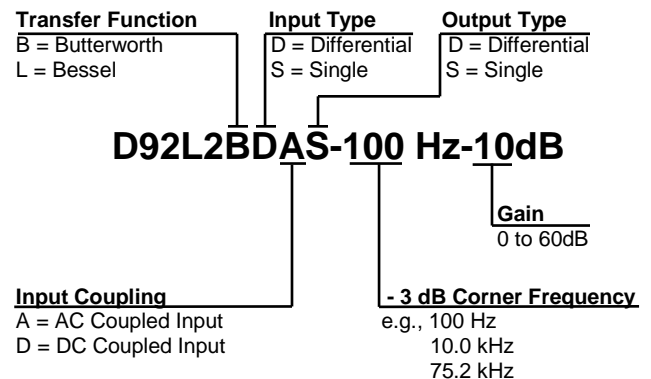 Transfer Function
B = Butterworth
L = Bessel
Input Type
D = Differential
S = Single
Output Type
D = Differential
S = Single
D92L2BDAS-100 Hz-10dB
Gain
0 to 60dB
Input Coupling
A = AC Coupled Input
D = DC Coupled Input
- 3 dB Corner Frequency
e.g., 100 Hz
10.0 kHz
75.2 kHz